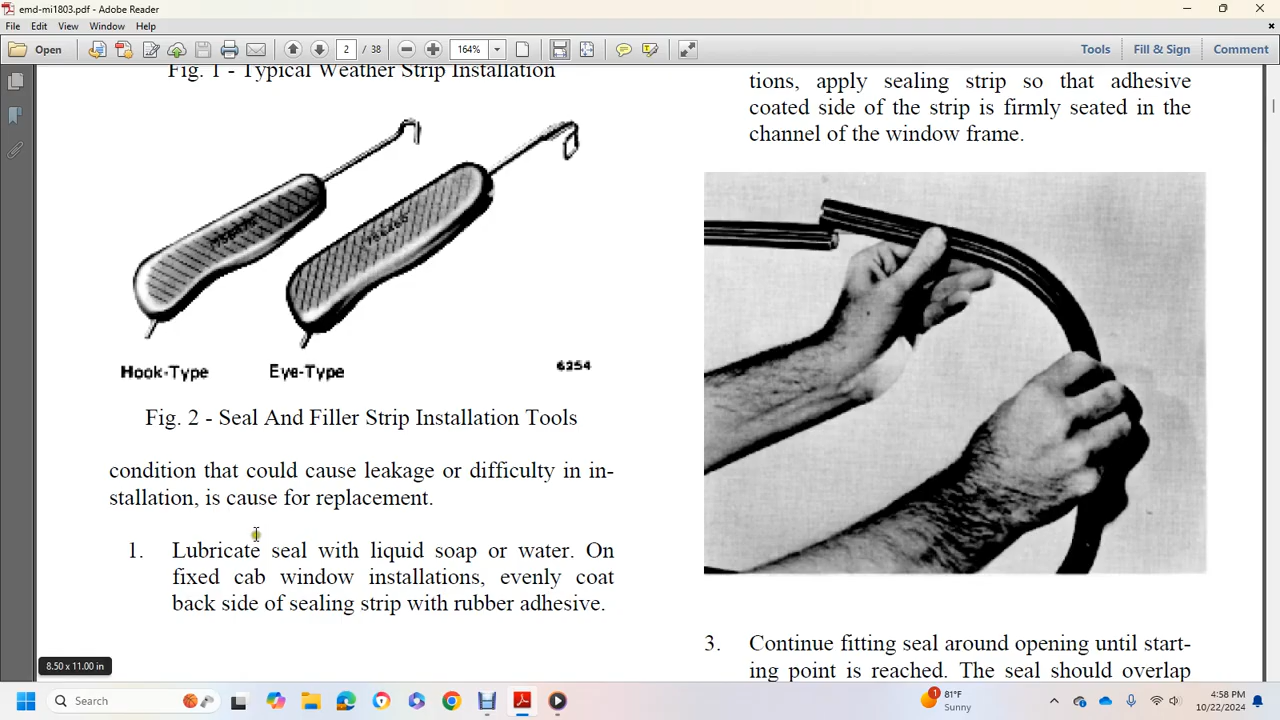 emd-mi1803.pdf - Adobe Reader
File Edit View Window Help
Open 2 / 38 164% Tools Fill & Sign Comment
Fig. 1 - Typical Weather Strip Installation
Hook-Type Eye-Type 6254
Fig. 2 - Seal And Filler Strip Installation Tools
condition that could cause leakage or difficulty in in-
stallation, is cause for replacement.
1. Lubricate seal with liquid soap or water. On
fixed cab window installations, evenly coat
back side of sealing strip with rubber adhesive.
tions, apply sealing strip so that adhesive
coated side of the strip is firmly seated in the
channel of the window frame.
3. Continue fitting seal around opening until start-
ing point is reached. The seal should overlap
8.50 x 11.00 in
Search
1
81°F
Sunny
4:58 PM
10/22/2024